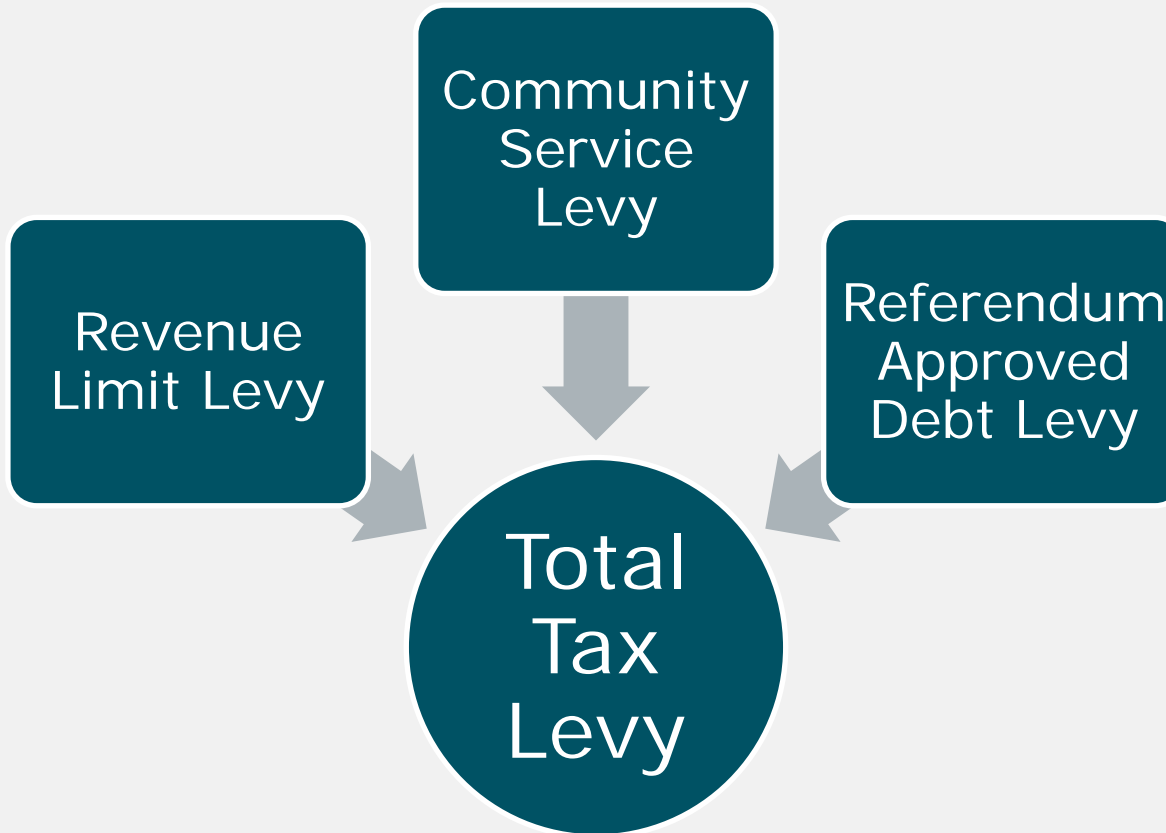 Community
Service
Levy
Revenue
Limit Levy
Referendum
Approved
Debt Levy
Total
Tax
Levy